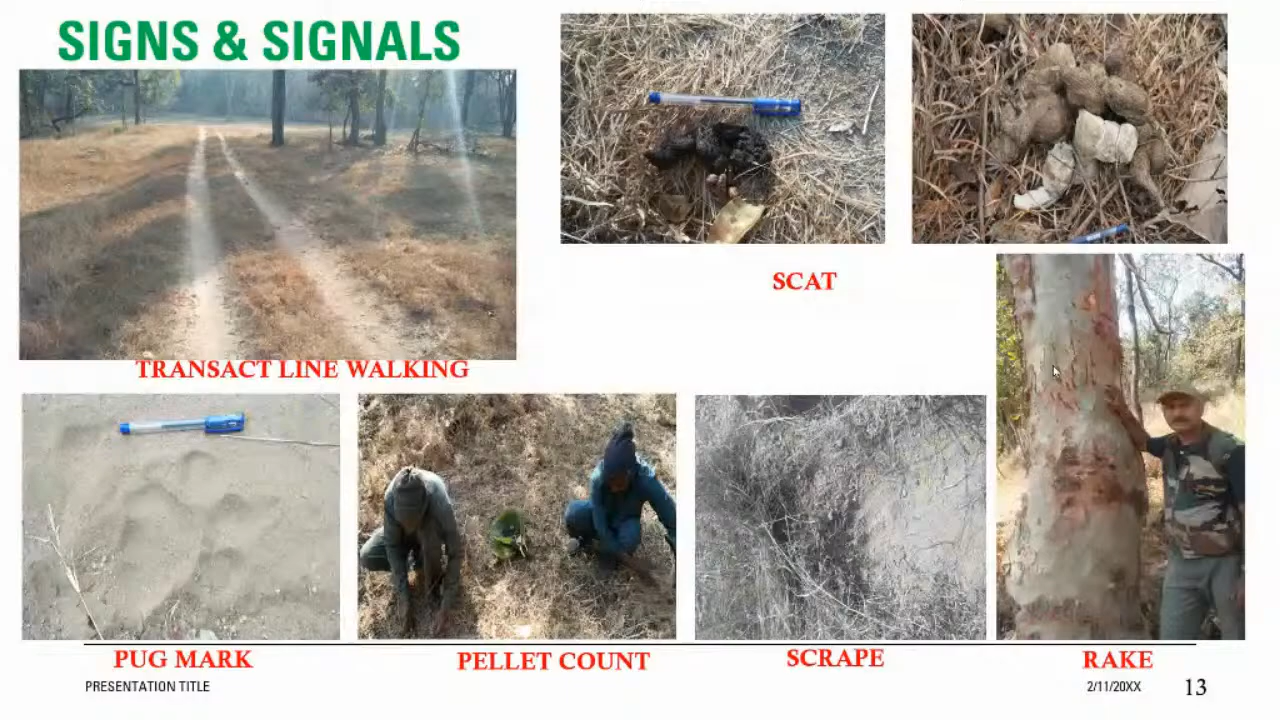 SIGNS & SIGNALS
SCAT
TRANSACT LINE WALKING
PUG MARK
PELLET COUNT
SCRAPE
RAKE
PRESENTATION TITLE
2/11/20XX
13